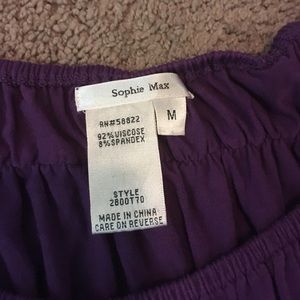 Sophie Max
M
RN#58822
92%VISCOSE
8%SPANDEX
STYLE
2800T70
MADE IN CHINA
CARE ON REVERSE